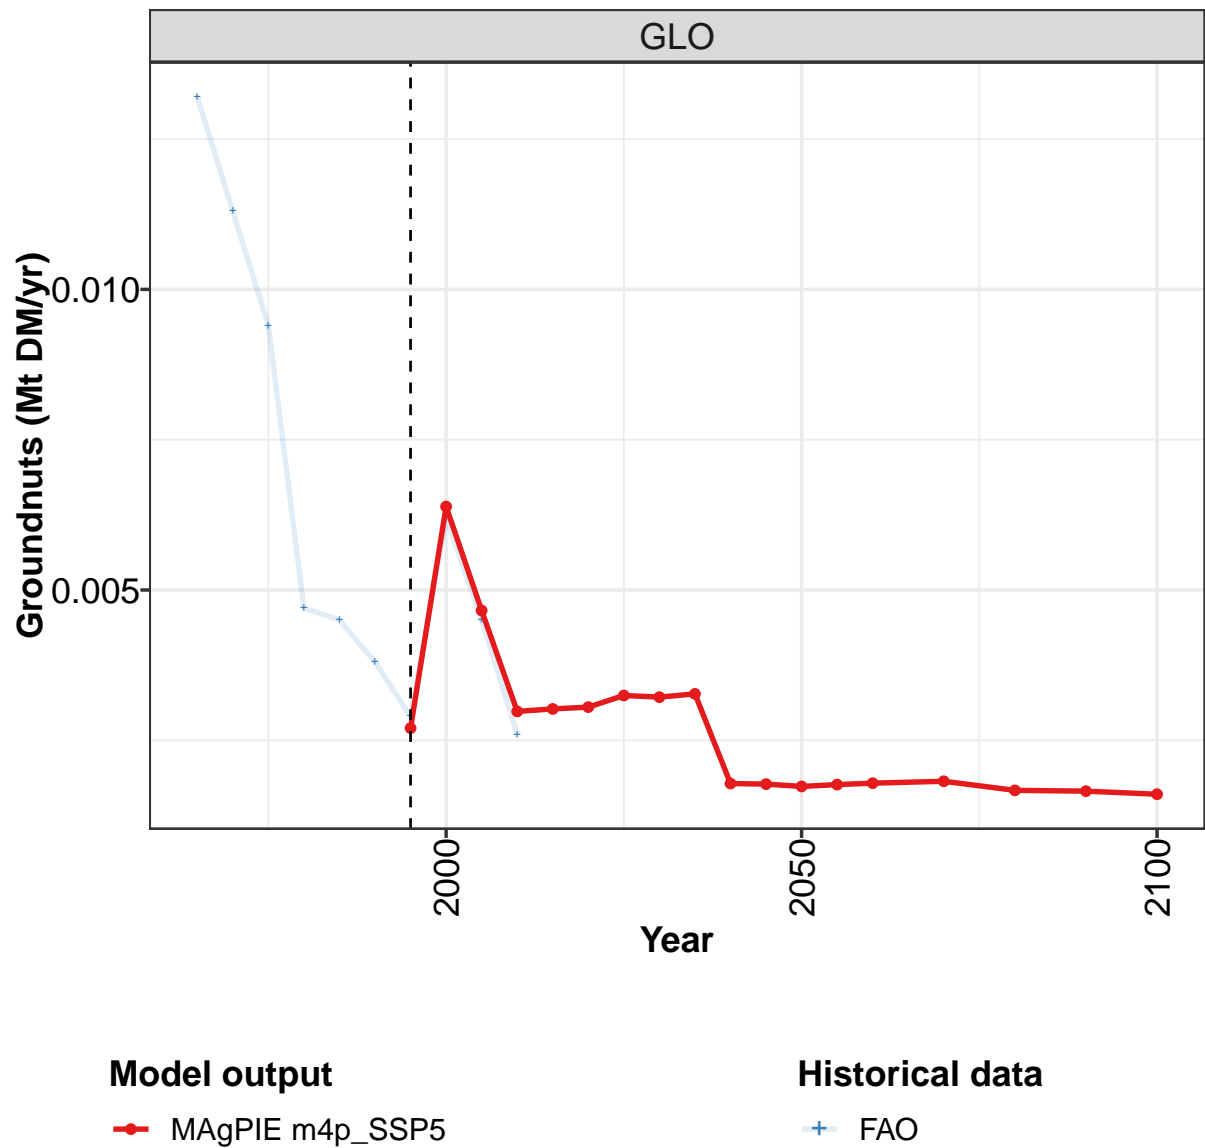 GLO
Groundnuts (Mt DM/yr)
0.010
0.005
2000
2050
2100
Year
Model output
Historical data
MAgPIE m4p_SSP5
FAO